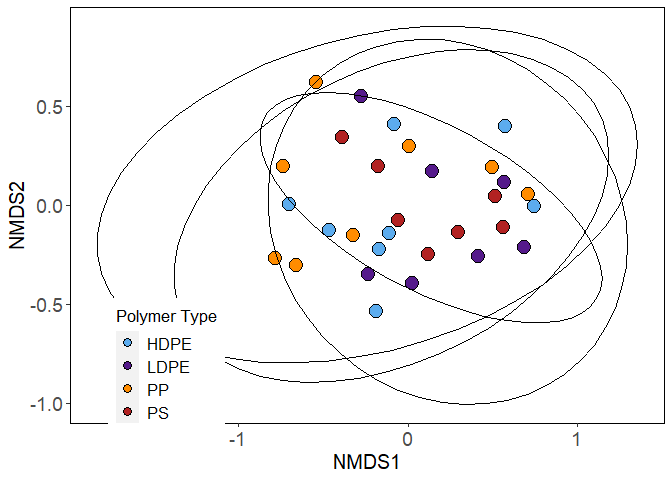 0.5
0.0
-0.5
-1.0
NMDS2
Polymer Type
HDPE
LDPE
PP
PS
-1
0
1
NMDS1